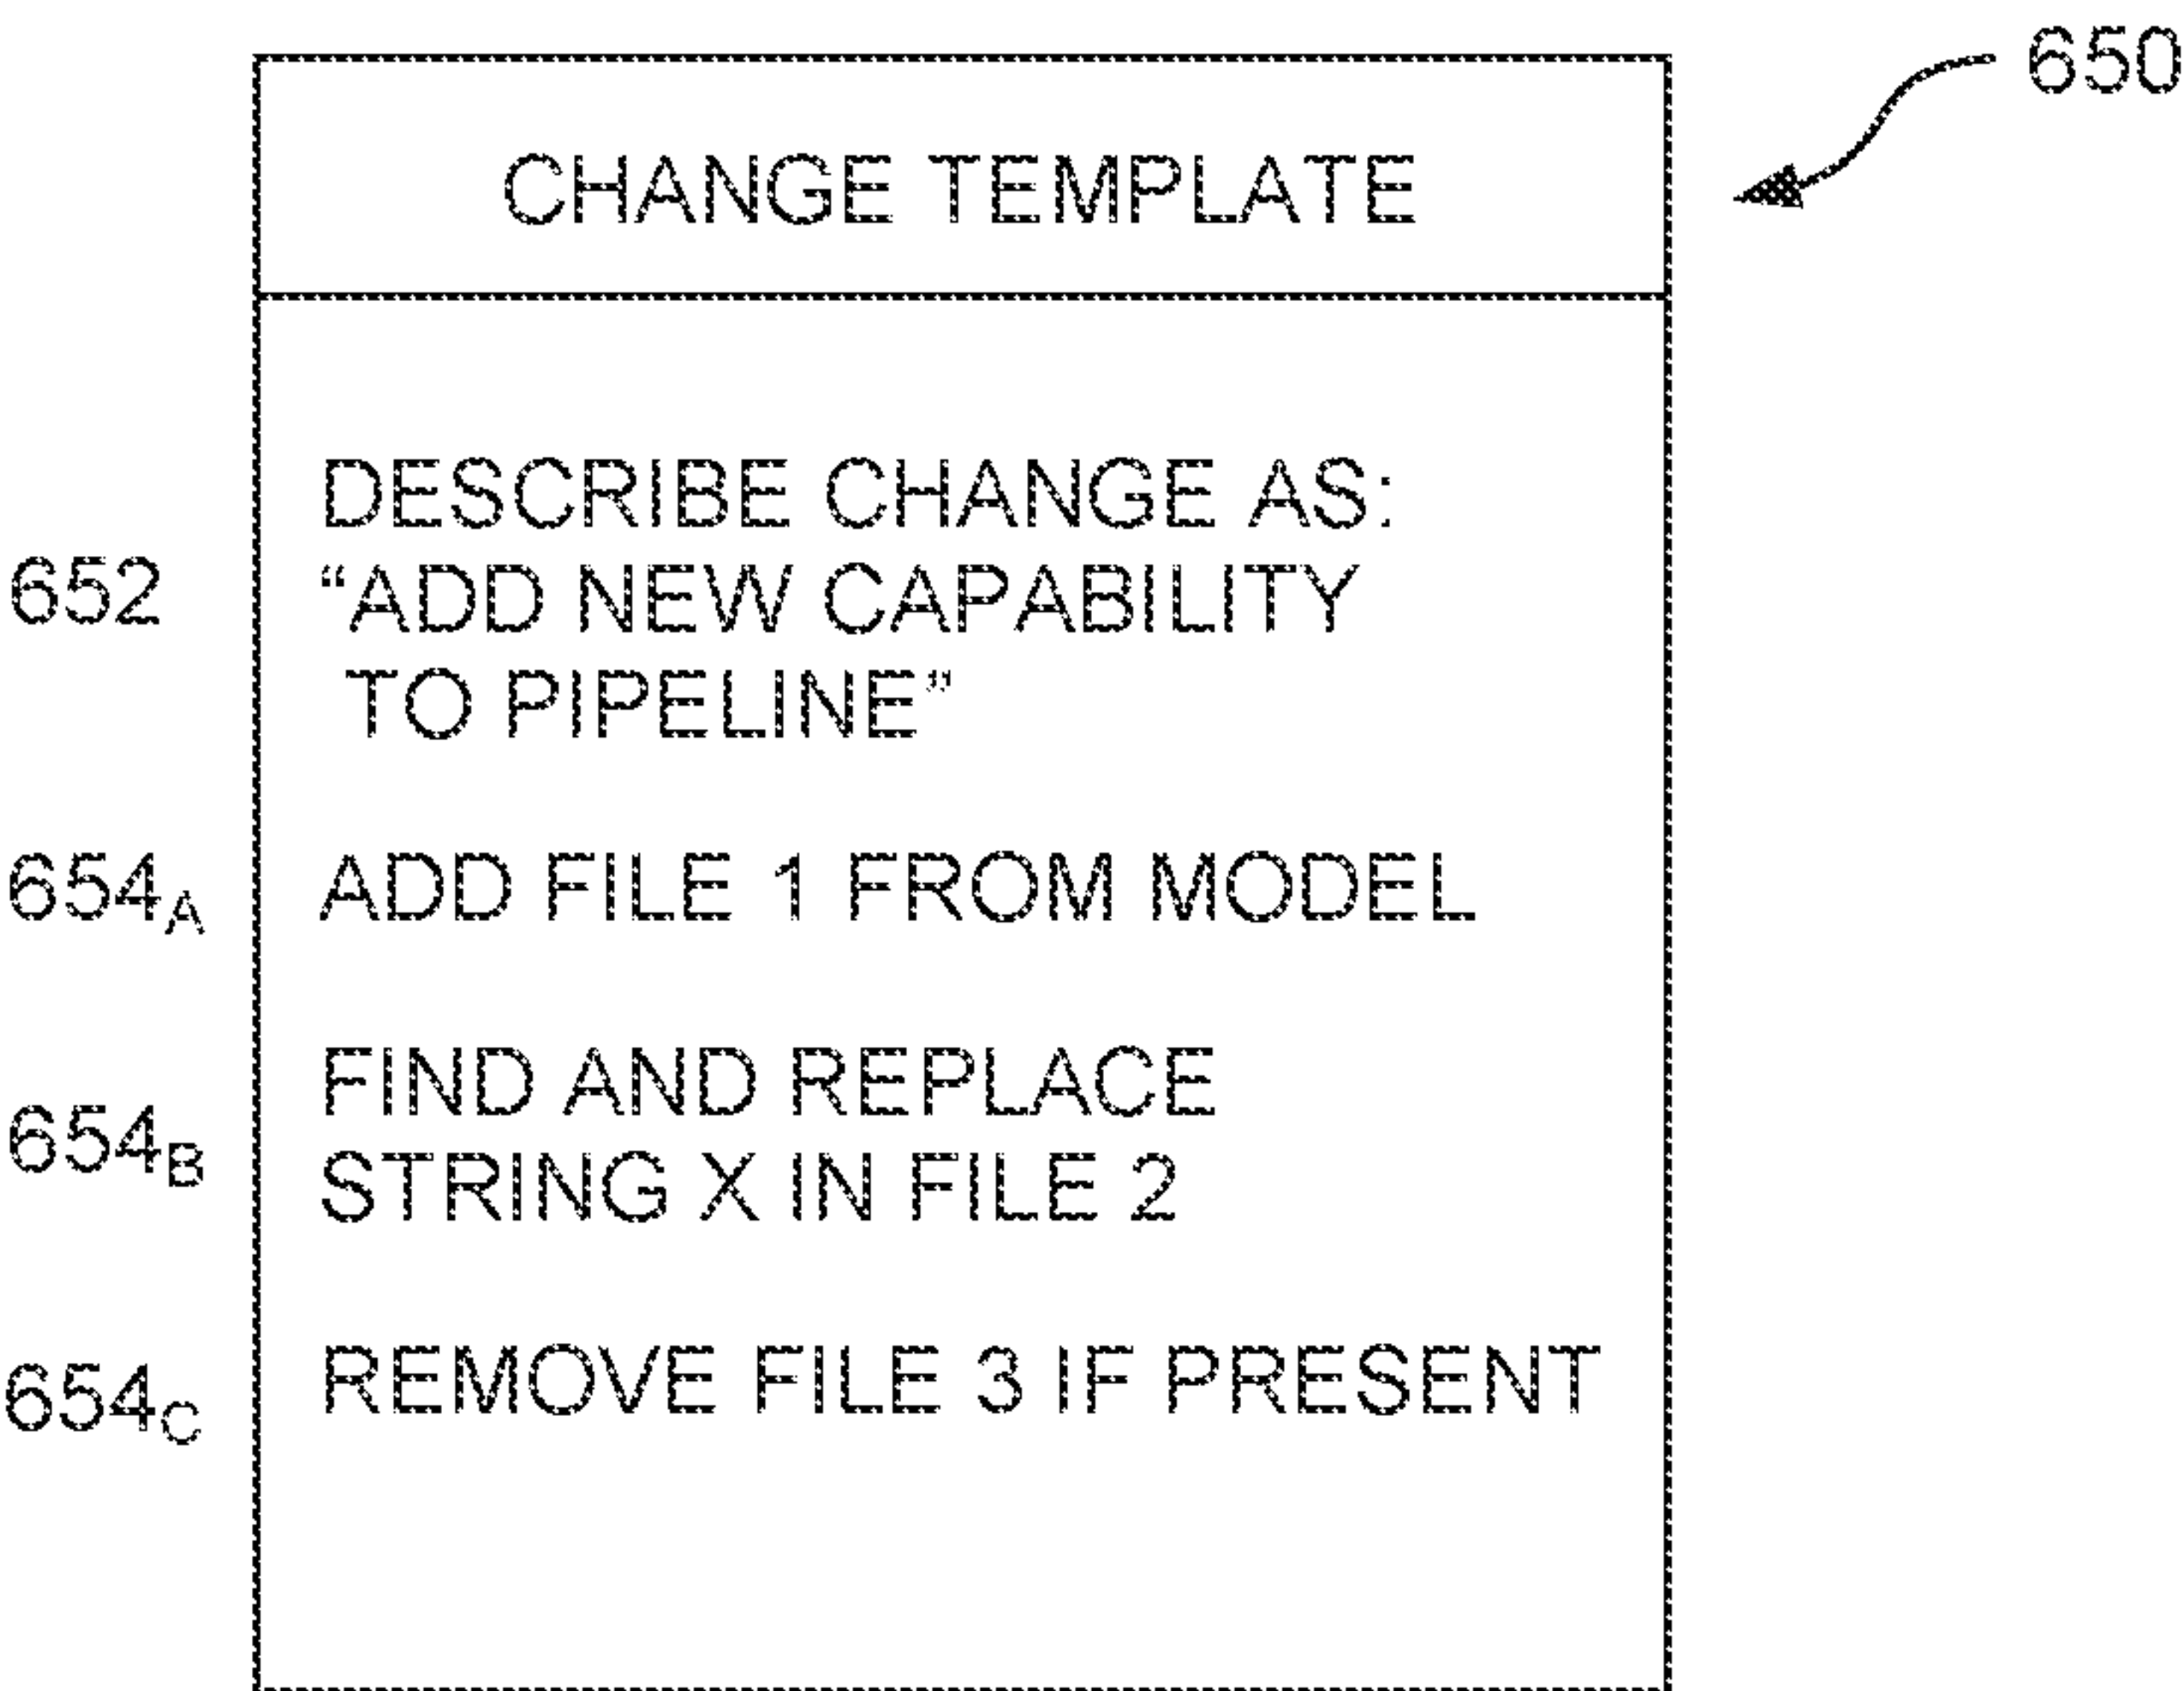 650
CHANGE TEMPLATE
DESCRIBE CHANGE AS:
652 “ADD NEW CAPABILITY
TO PIPELINE”
654A ADD FILE 1 FROM MODEL
FIND AND REPLACE
654B STRING X IN FILE 2
654C REMOVE FILE 3 IF PRESENT